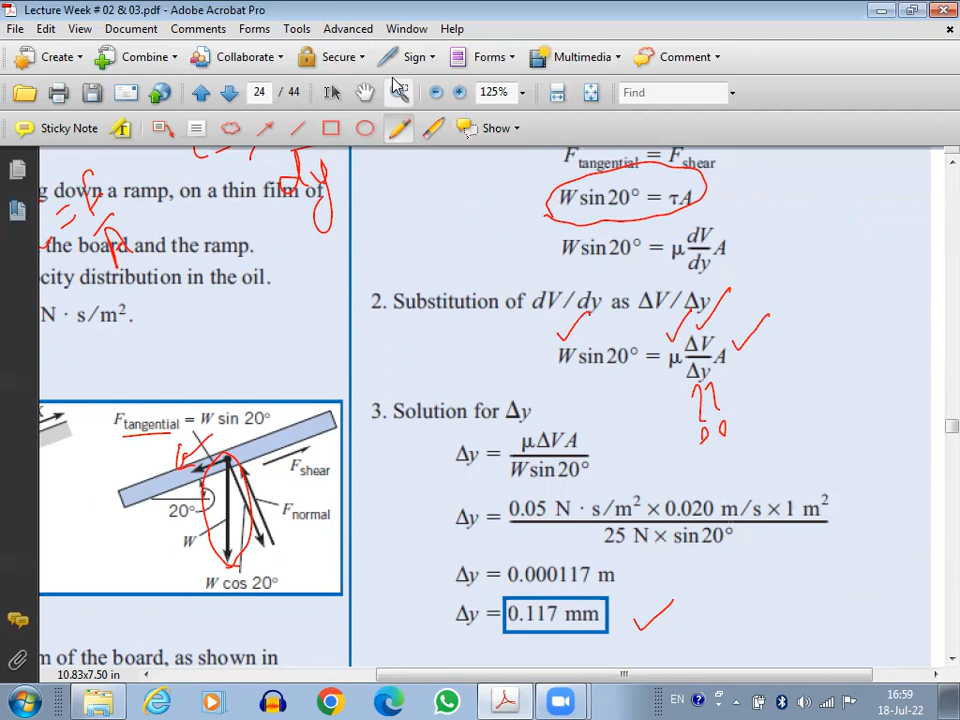 Lecture Week # 02 & 03.pdf - Adobe Acrobat Pro
File Edit View Document Comments Forms Tools Advanced Window Help
Create Combine Collaborate Secure Sign Forms Multimedia Comment
24 / 44 125% Find
Sticky Note Show
g down a ramp, on a thin film of
the board and the ramp.
city distribution in the oil.
N · s/m².
dy
F_tangential = W sin 20°
F_shear
20°
F_normal
W
W cos 20°
m of the board, as shown in
F_tangential = F_shear
W sin 20° = τA
W sin 20° = μ dV/dy A
2. Substitution of dV/dy as ΔV/Δy
W sin 20° = μ ΔV/Δy A
3. Solution for Δy
Δy = μΔVA / W sin 20°
Δy = 0.05 N · s/m² × 0.020 m/s × 1 m² / 25 N × sin 20°
Δy = 0.000117 m
Δy = 0.117 mm
10.83x7.50 in
EN 16:59
18-Jul-22